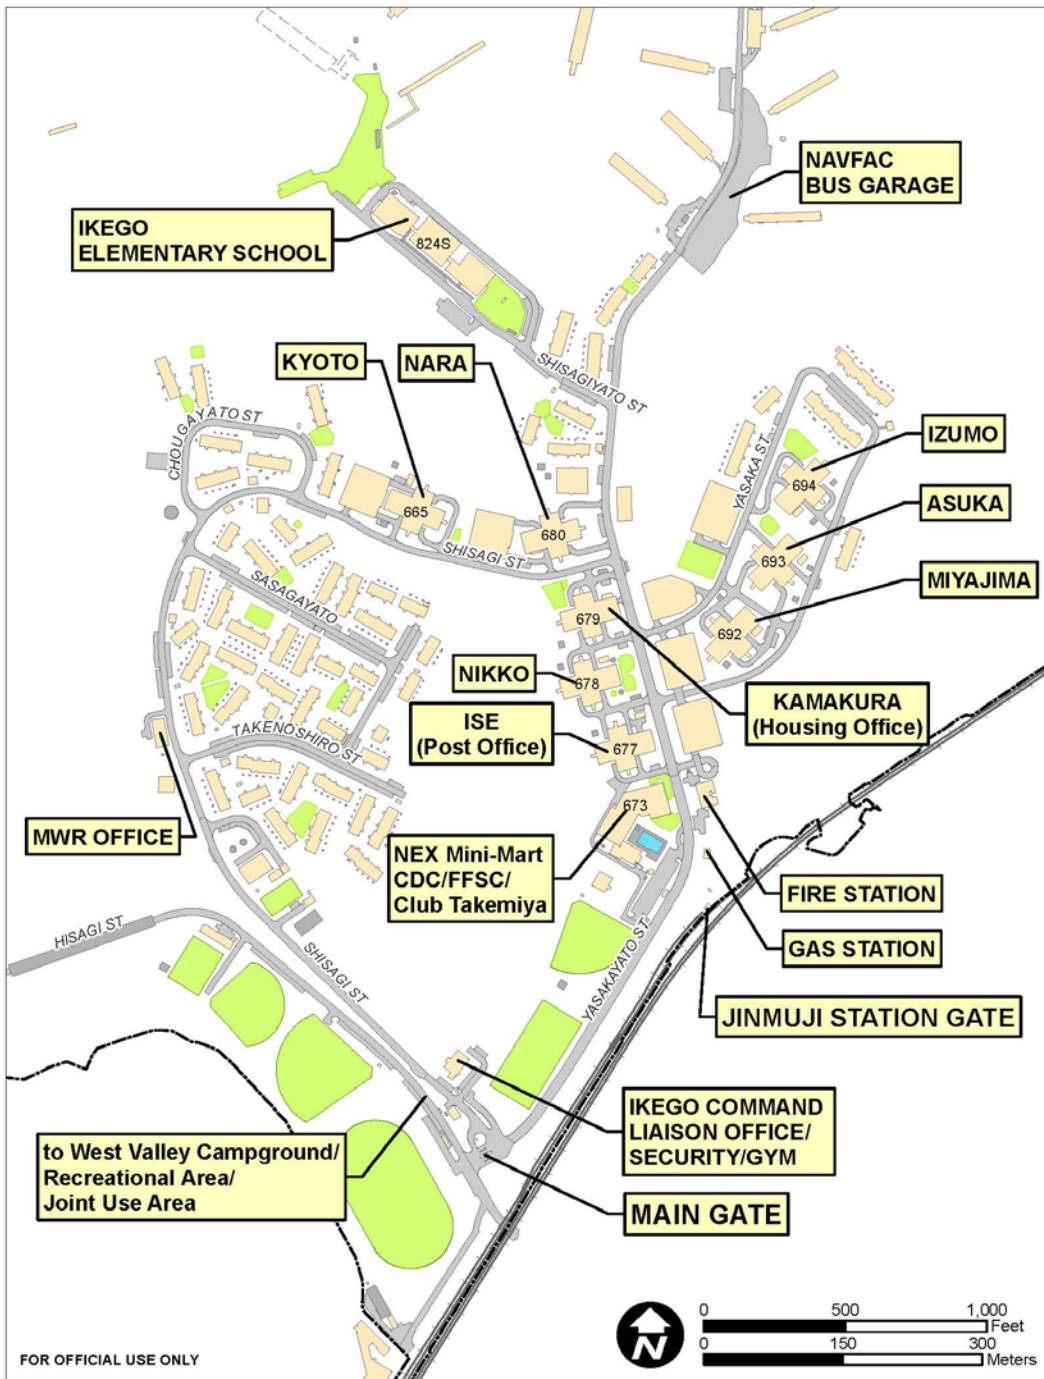 NAVFAC
BUS GARAGE
IKEGO
ELEMENTARY SCHOOL
824S
SHISAGIYATO ST
KYOTO
NARA
CHOUGAYATO ST
YASAKA ST
IZUMO
694
665
ASUKA
680
SHISAGI ST
693
SASAGAYATO
MIYAJIMA
679
692
NIKKO
678
KAMAKURA
(Housing Office)
ISE
(Post Office)
677
TAKENOSHIRO ST
MWR OFFICE
673
NEX Mini-Mart
CDC/FFSC/
Club Takemiya
FIRE STATION
GAS STATION
HISAGI ST
SHISAGI ST
YASAKAYATO ST
JINMUJI STATION GATE
IKEGO COMMAND
LIAISON OFFICE/
SECURITY/GYM
to West Valley Campground/
Recreational Area/
Joint Use Area
MAIN GATE
N
0 500 1,000
Feet
0 150 300
Meters
FOR OFFICIAL USE ONLY